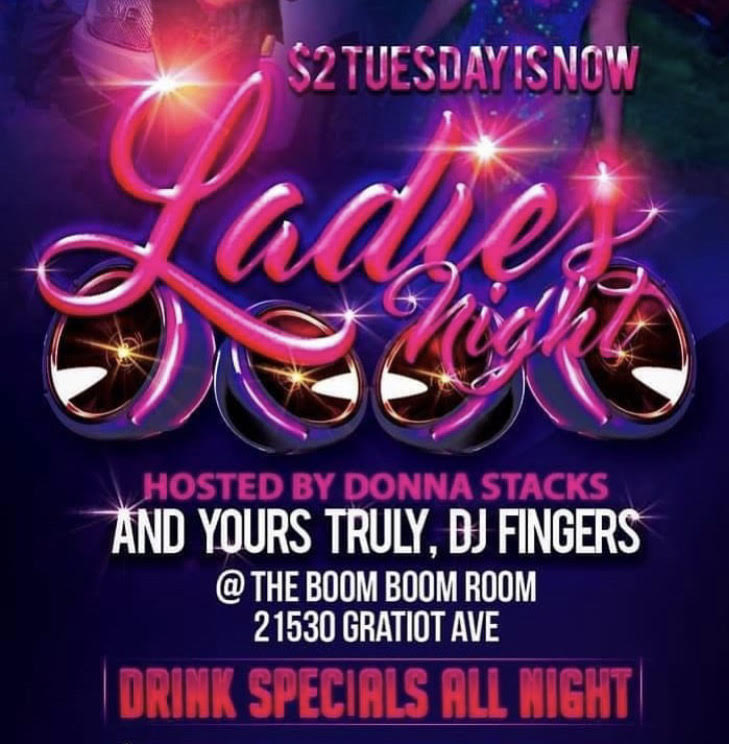 $2 TUESDAY IS NOW
Ladies
Night
HOSTED BY DONNA STACKS
AND YOURS TRULY, DJ FINGERS
@ THE BOOM BOOM ROOM
21530 GRATIOT AVE
DRINK SPECIALS ALL NIGHT